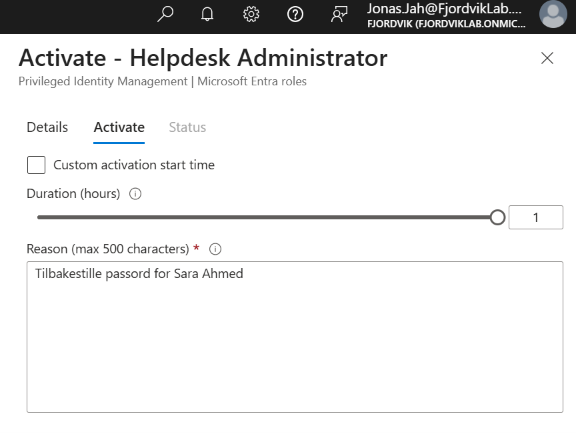 Jonas.Jah@FjordvikLab....
FJORDVIK (FJORDVIKLAB.ONMIC...
Activate - Helpdesk Administrator
Privileged Identity Management | Microsoft Entra roles
Details Activate Status
Custom activation start time
Duration (hours)
1
Reason (max 500 characters) *
Tilbakestille passord for Sara Ahmed